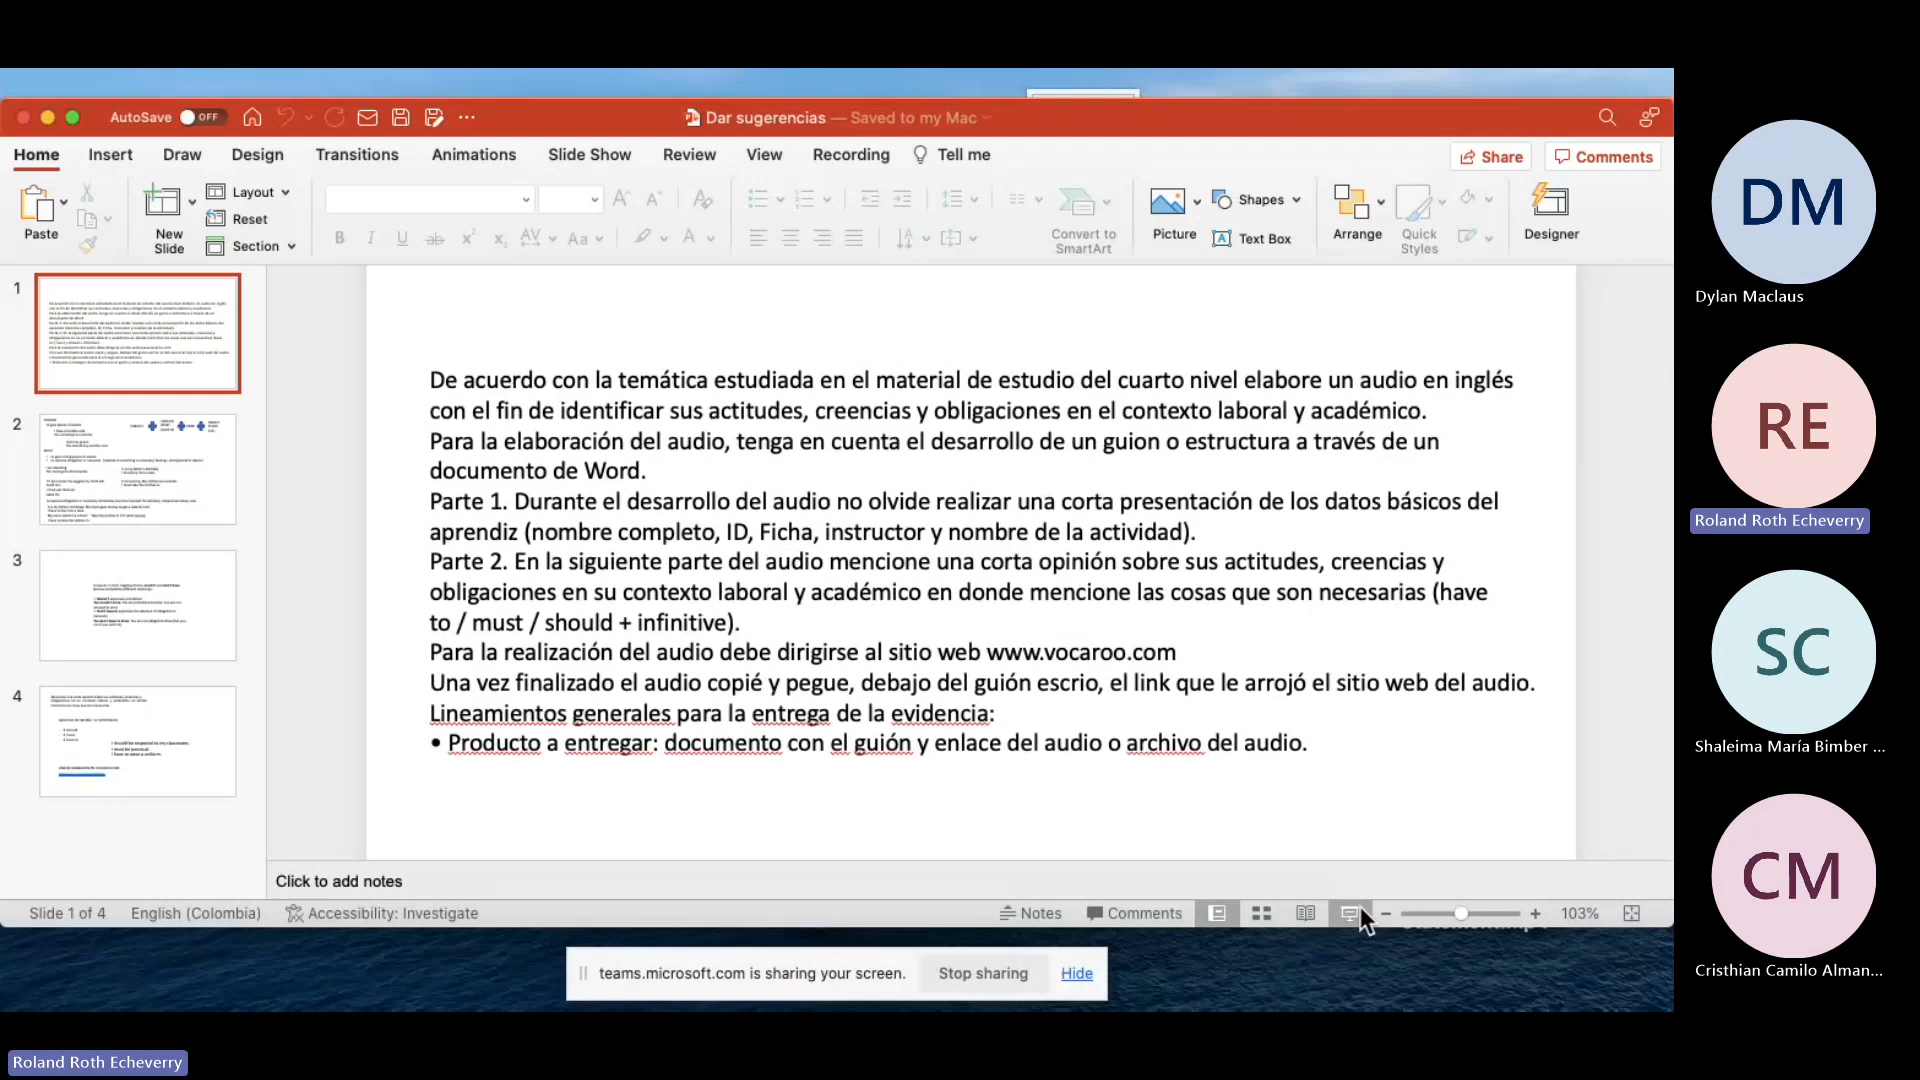 AutoSave OFF
Dar sugerencias — Saved to my Mac
Home Insert Draw Design Transitions Animations Slide Show Review View Recording Tell me
Share Comments
Paste
New Slide
Layout
Reset
Section
Convert to SmartArt
Picture
Shapes
Text Box
Arrange
Quick Styles
Designer
1
2
3
4
De acuerdo con la temática estudiada en el material de estudio del cuarto nivel elabore un audio en inglés
con el fin de identificar sus actitudes, creencias y obligaciones en el contexto laboral y académico.
Para la elaboración del audio, tenga en cuenta el desarrollo de un guion o estructura a través de un
documento de Word.
Parte 1. Durante el desarrollo del audio no olvide realizar una corta presentación de los datos básicos del
aprendiz (nombre completo, ID, Ficha, instructor y nombre de la actividad).
Parte 2. En la siguiente parte del audio mencione una corta opinión sobre sus actitudes, creencias y
obligaciones en su contexto laboral y académico en donde mencione las cosas que son necesarias (have
to / must / should + infinitive).
Para la realización del audio debe dirigirse al sitio web www.vocaroo.com
Una vez finalizado el audio copié y pegue, debajo del guión escrio, el link que le arrojó el sitio web del audio.
Lineamientos generales para la entrega de la evidencia:
• Producto a entregar: documento con el guión y enlace del audio o archivo del audio.
Click to add notes
Slide 1 of 4 English (Colombia) Accessibility: Investigate Notes Comments 103%
teams.microsoft.com is sharing your screen. Stop sharing Hide
DM
Dylan Maclaus
RE
Roland Roth Echeverry
SC
Shaleima María Bimber ...
CM
Cristhian Camilo Alman...
Roland Roth Echeverry